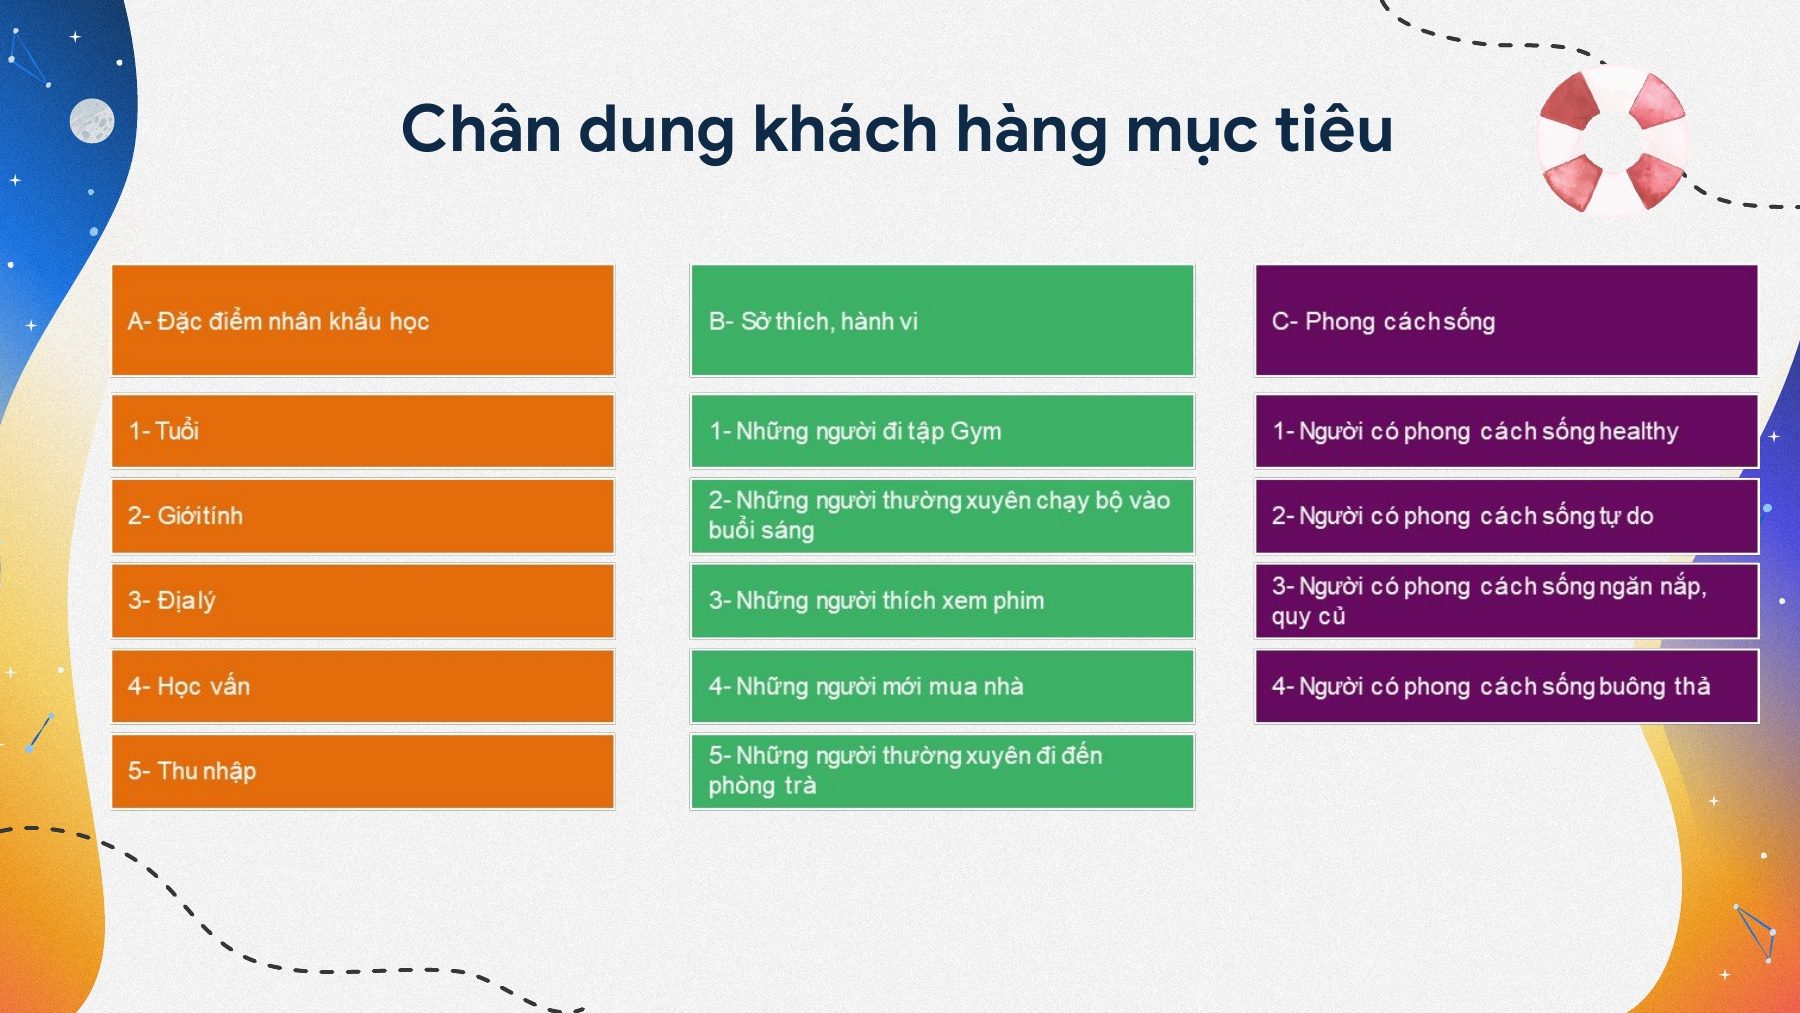 Chân dung khách hàng mục tiêu
A- Đặc điểm nhân khẩu học
1- Tuổi
2- Giới tính
3- Địa lý
4- Học vấn
5- Thu nhập
B- Sở thích, hành vi
1- Những người đi tập Gym
2- Những người thường xuyên chạy bộ vào
buổi sáng
3- Những người thích xem phim
4- Những người mới mua nhà
5- Những người thường xuyên đi đến
phòng trà
C- Phong cách sống
1- Người có phong cách sống healthy
2- Người có phong cách sống tự do
3- Người có phong cách sống ngăn nắp,
quy củ
4- Người có phong cách sống buông thả